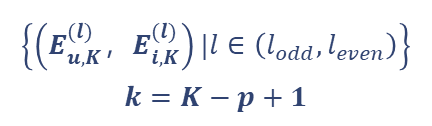 {(E_{u,K}^{(l)}, E_{i,K}^{(l)}) | l ∈ (l_{odd}, l_{even})}
k = K − p + 1